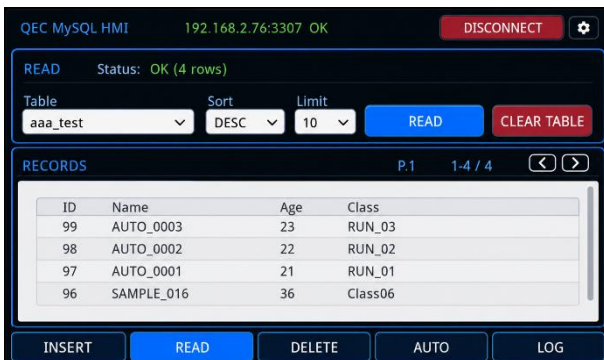 QEC MySQL HMI 192.168.2.76:3307 OK DISCONNECT
READ Status: OK (4 rows)
Table Sort Limit
aaa_test DESC 10 READ CLEAR TABLE
RECORDS P.1 1-4 / 4
ID Name Age Class
99 AUTO_0003 23 RUN_03
98 AUTO_0002 22 RUN_02
97 AUTO_0001 21 RUN_01
96 SAMPLE_016 36 Class06
INSERT READ DELETE AUTO LOG